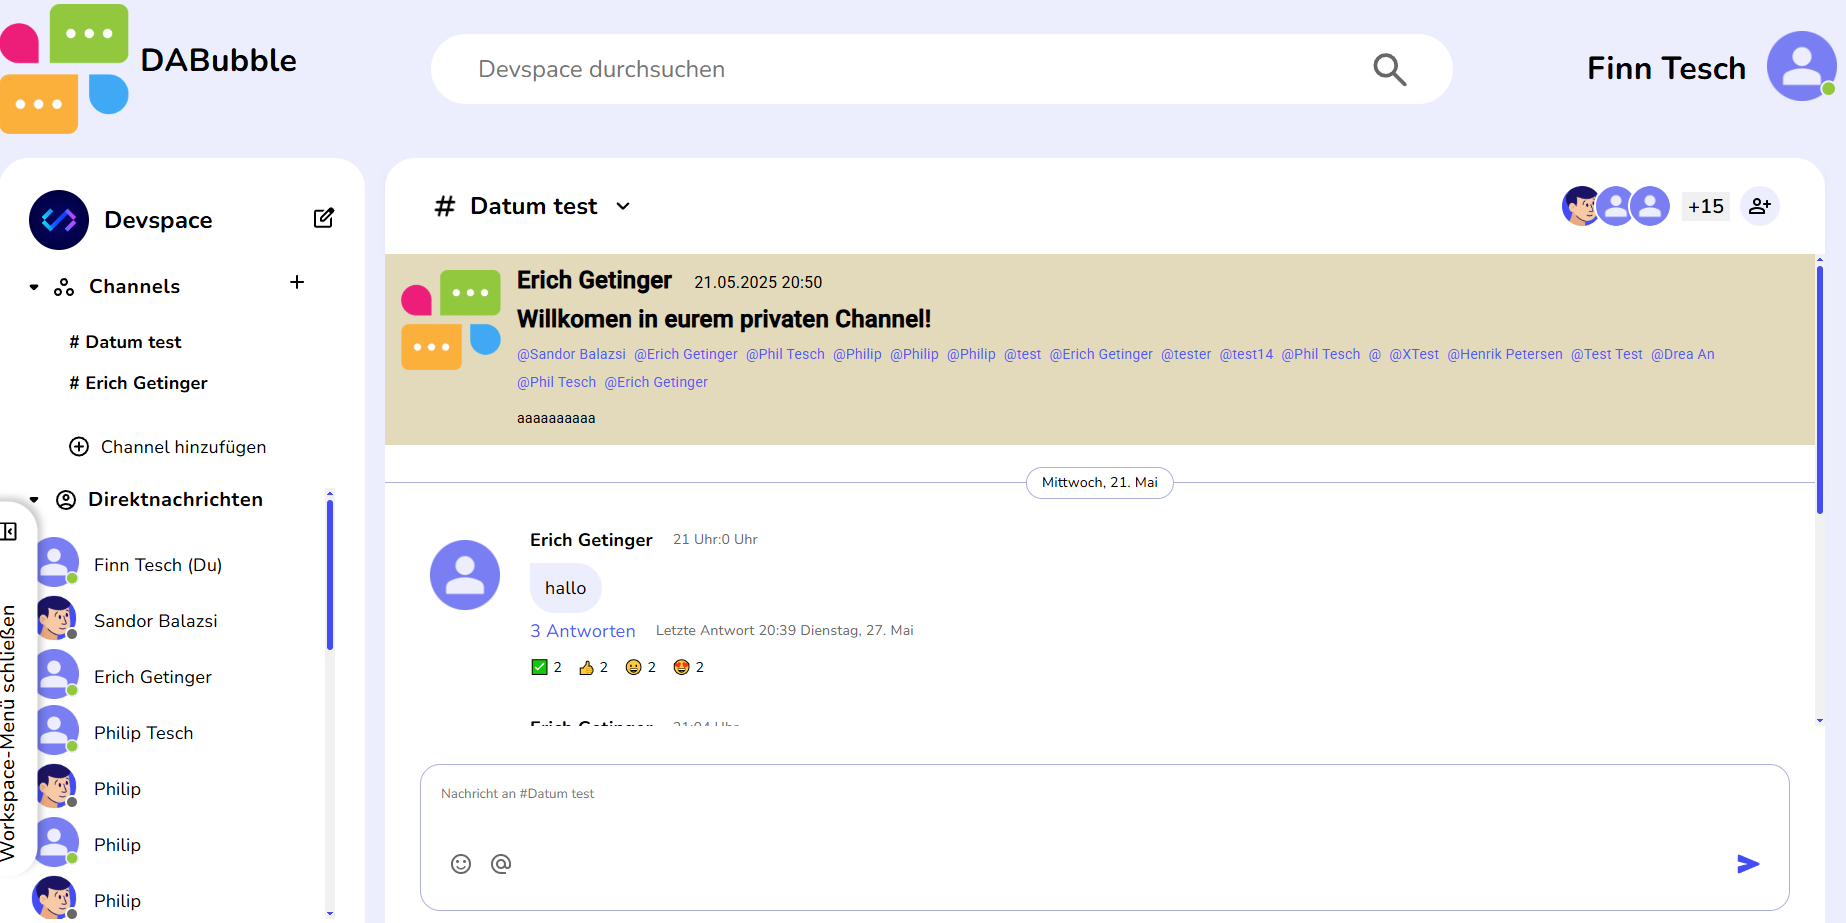 DABubble
Devspace durchsuchen
Finn Tesch
Devspace
Channels
+
# Datum test
# Erich Getinger
Channel hinzufügen
Direktnachrichten
Workspace-Menü schließen
Finn Tesch (Du)
Sandor Balazsi
Erich Getinger
Philip Tesch
Philip
Philip
Philip
# Datum test
+15
Erich Getinger 21.05.2025 20:50
Willkomen in eurem privaten Channel!
@Sandor Balazsi @Erich Getinger @Phil Tesch @Philip @Philip @Philip @test @Erich Getinger @tester @test14 @Phil Tesch @ @XTest @Henrik Petersen @Test Test @Drea An
@Phil Tesch @Erich Getinger
aaaaaaaaaa
Mittwoch, 21. Mai
Erich Getinger 21 Uhr:0 Uhr
hallo
3 Antworten Letzte Antwort 20:39 Dienstag, 27. Mai
✅ 2 👍 2 😀 2 🤩 2
Erich Getinger 21:04 Uhr
Nachricht an #Datum test